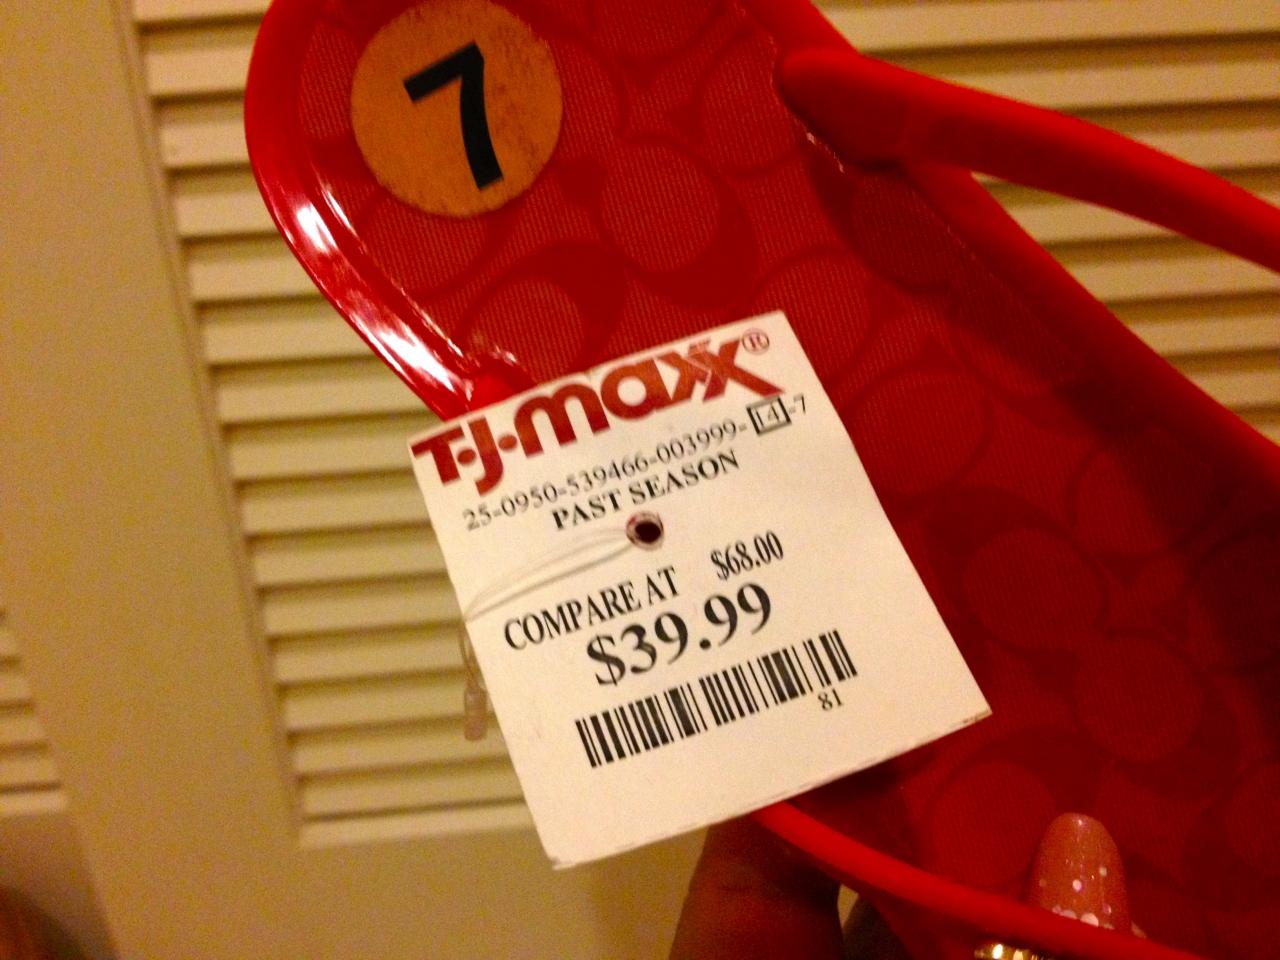 7
T·J·maxx®
25-0950-539466-003999-14-7
PAST SEASON
COMPARE AT $68.00
$39.99
81